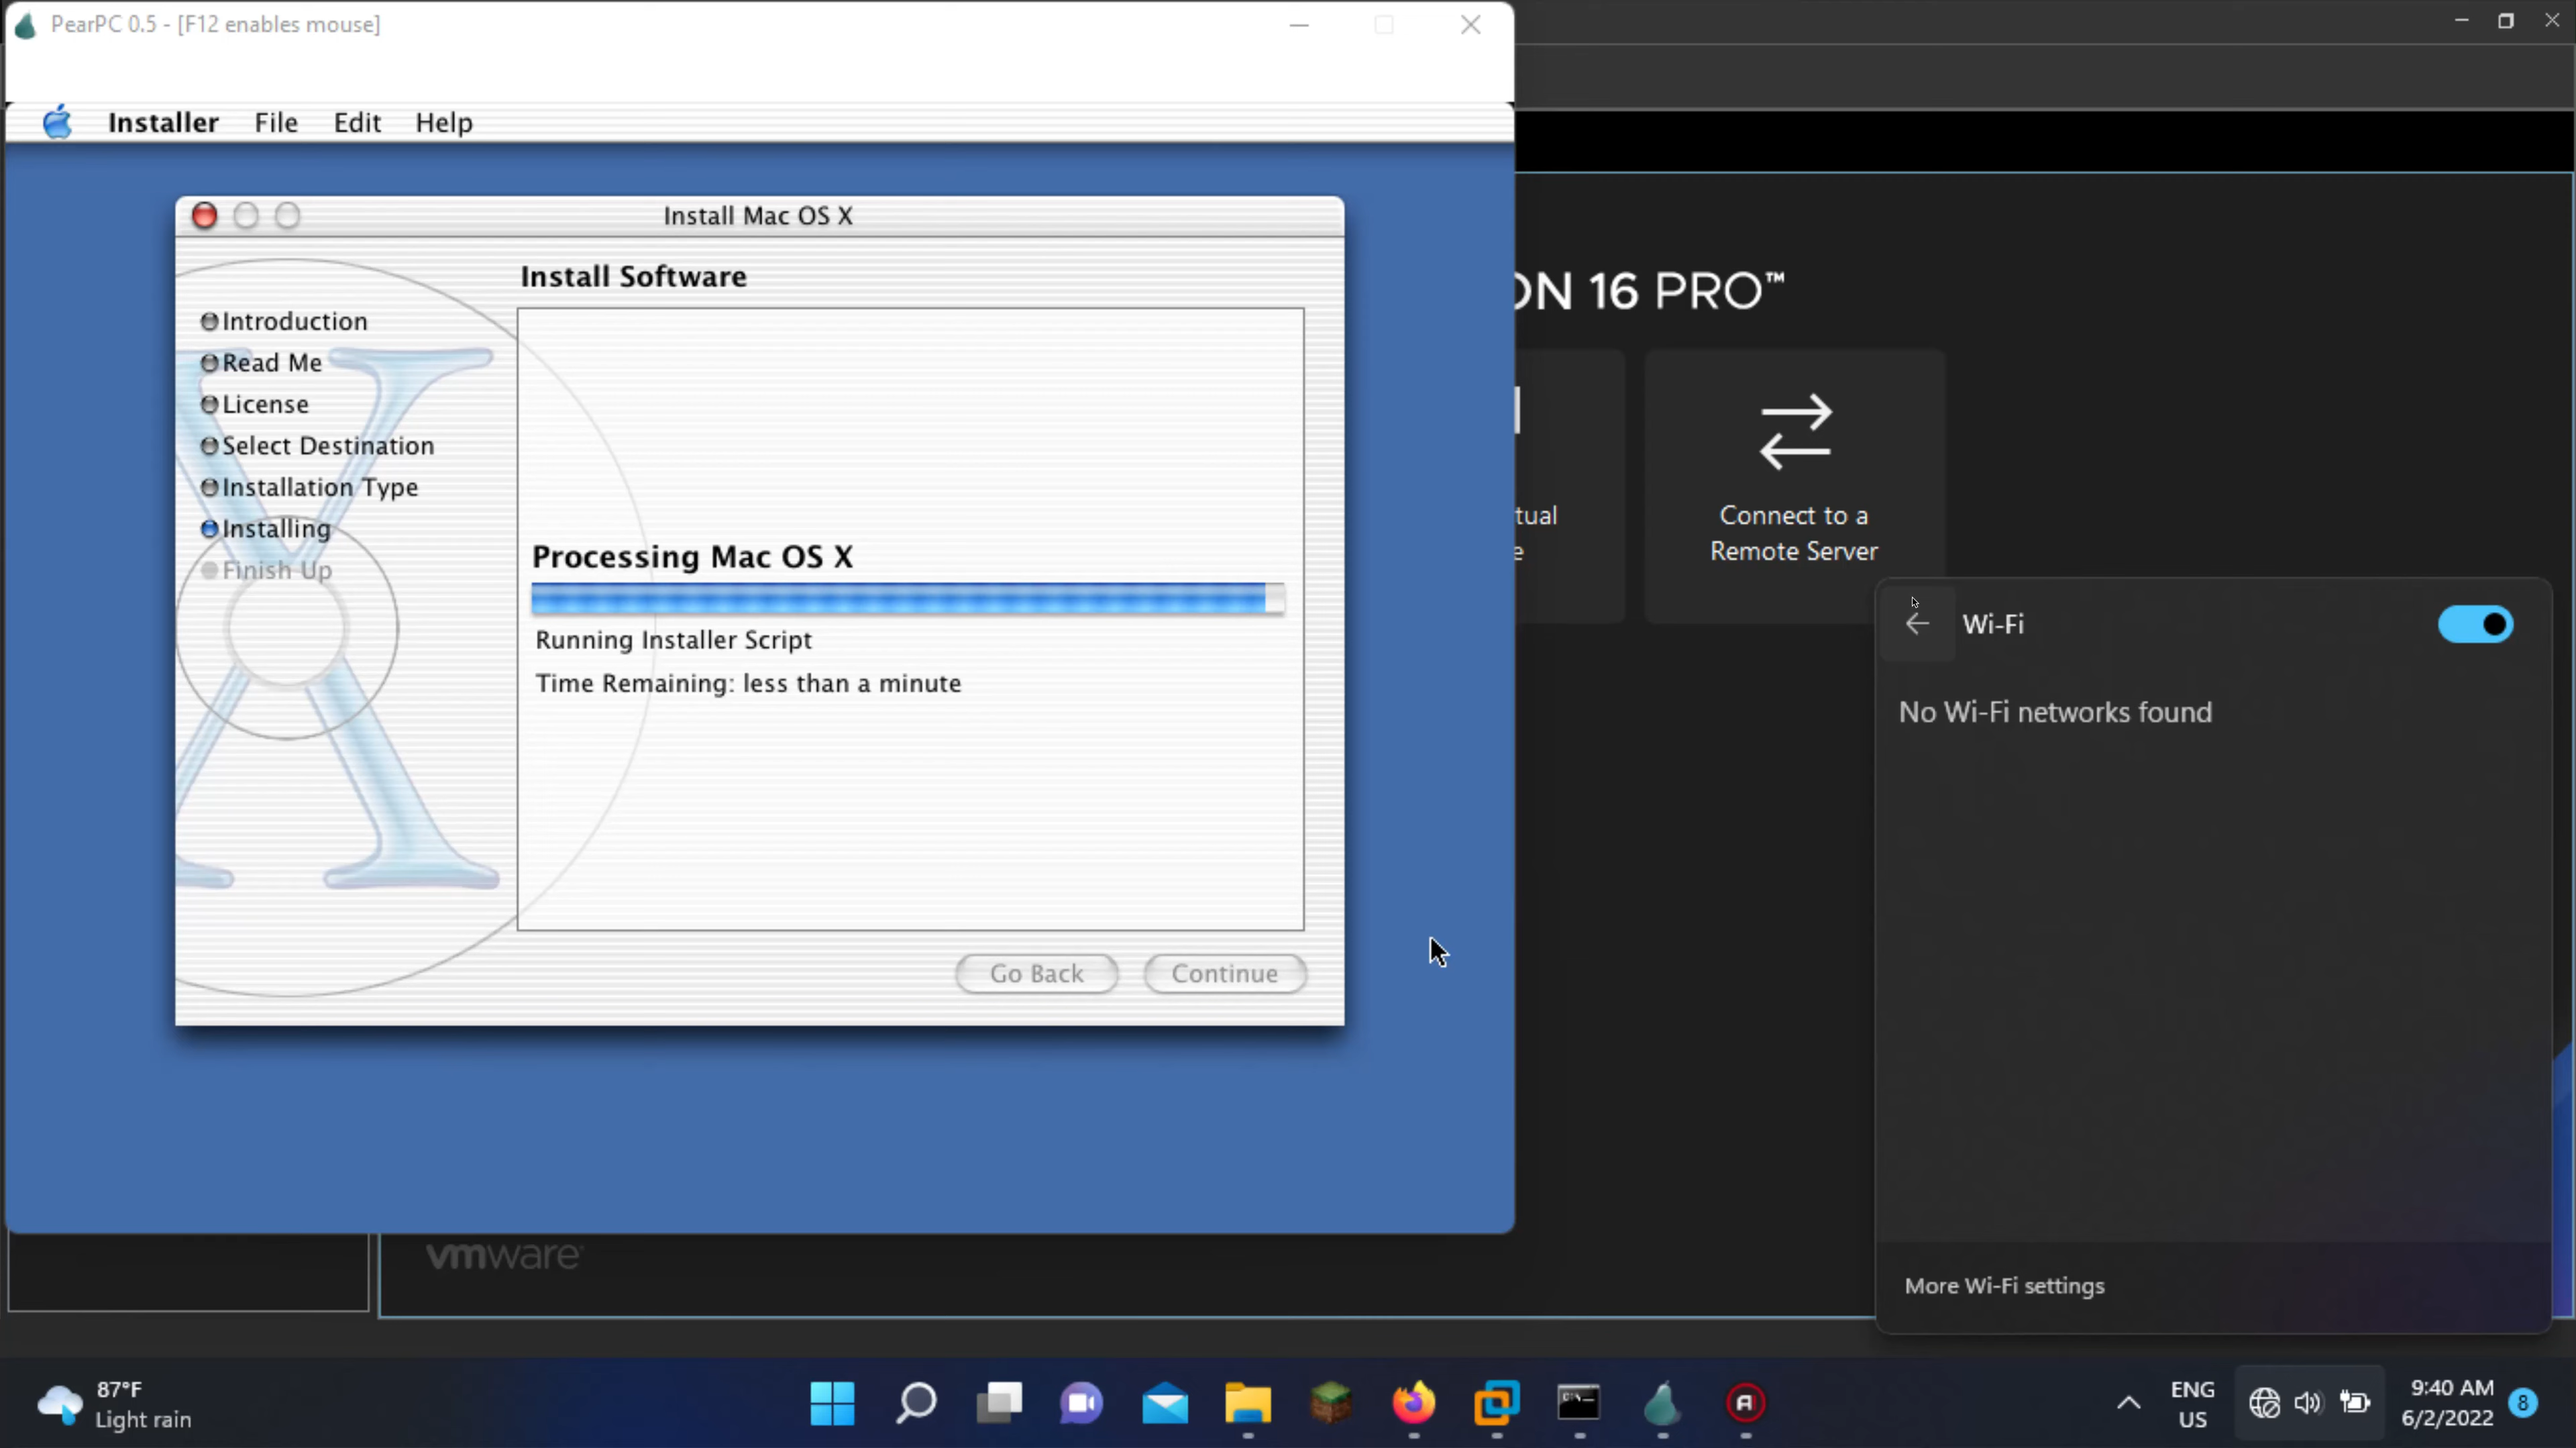 PearPC 0.5 - [F12 enables mouse]
Installer File Edit Help
Install Mac OS X
Install Software
Introduction
Read Me
License
Select Destination
Installation Type
Installing
Finish Up
Processing Mac OS X
Running Installer Script
Time Remaining: less than a minute
Go Back Continue
ON 16 PRO™
tual
e
Connect to a
Remote Server
Wi-Fi
No Wi-Fi networks found
More Wi-Fi settings
vmware
87°F
Light rain
ENG
US
9:40 AM
6/2/2022
8